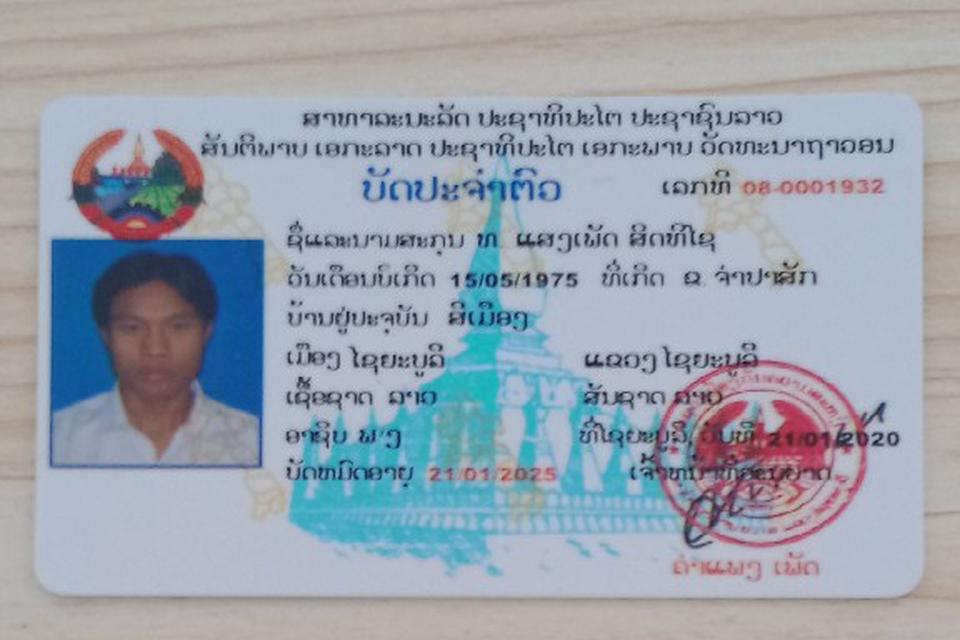 ສາທາລະນະລັດ ປະຊາທິປະໄຕ ປະຊາຊົນລາວ
ສັນຕິພາບ ເອກະລາດ ປະຊາທິປະໄຕ ເອກະພາບ ວັດທະນາຖາວອນ
ບັດປະຈຳຕົວ ເລກທີ 08-0001932
ຊື່ແລະນາມສະກຸນ ທ. ແສງເພັດ ສິດທິໄຊ
ວັນເດືອນປີເກີດ 15/05/1975 ທີ່ເກີດ ຂ. ຈຳປາສັກ
ບ້ານຢູ່ປະຈຸບັນ ສີເມືອງ
ເມືອງ ໄຊຍະບູລີ ແຂວງ ໄຊຍະບູລີ
ເຊື້ອຊາດ ລາວ ສັນຊາດ ລາວ
ອາຊີບ ພ/ງ ທີ່ໄຊຍະບູລີ, ວັນທີ 21/01/2020
ບັດຫມົດອາຍຸ 21/01/2025 ເຈົ້າຫນ້າທີ່ອະນຸຍາດ
ຄຳແພງ ເພັດ